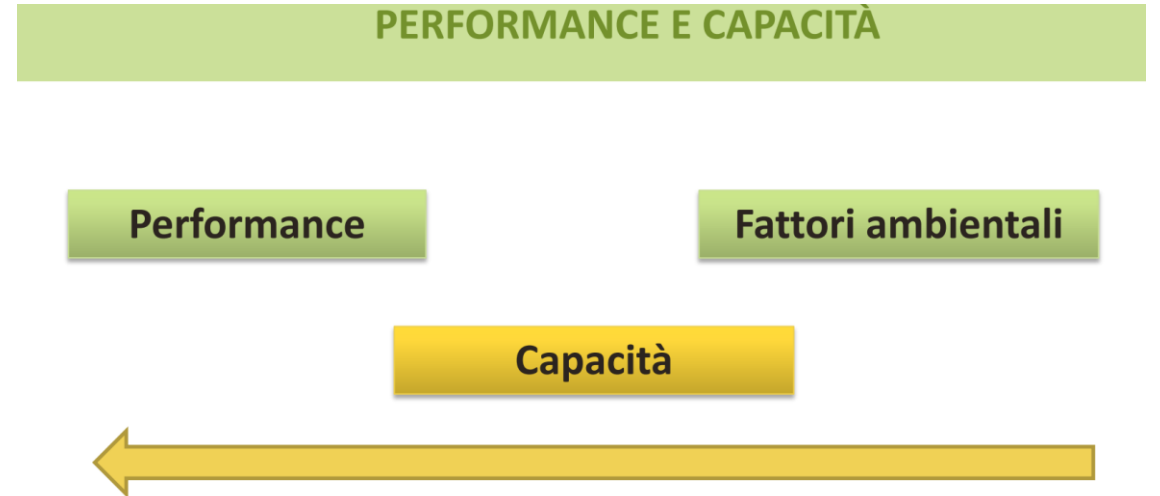 PERFORMANCE E CAPACITÀ
Performance
Fattori ambientali
Capacità